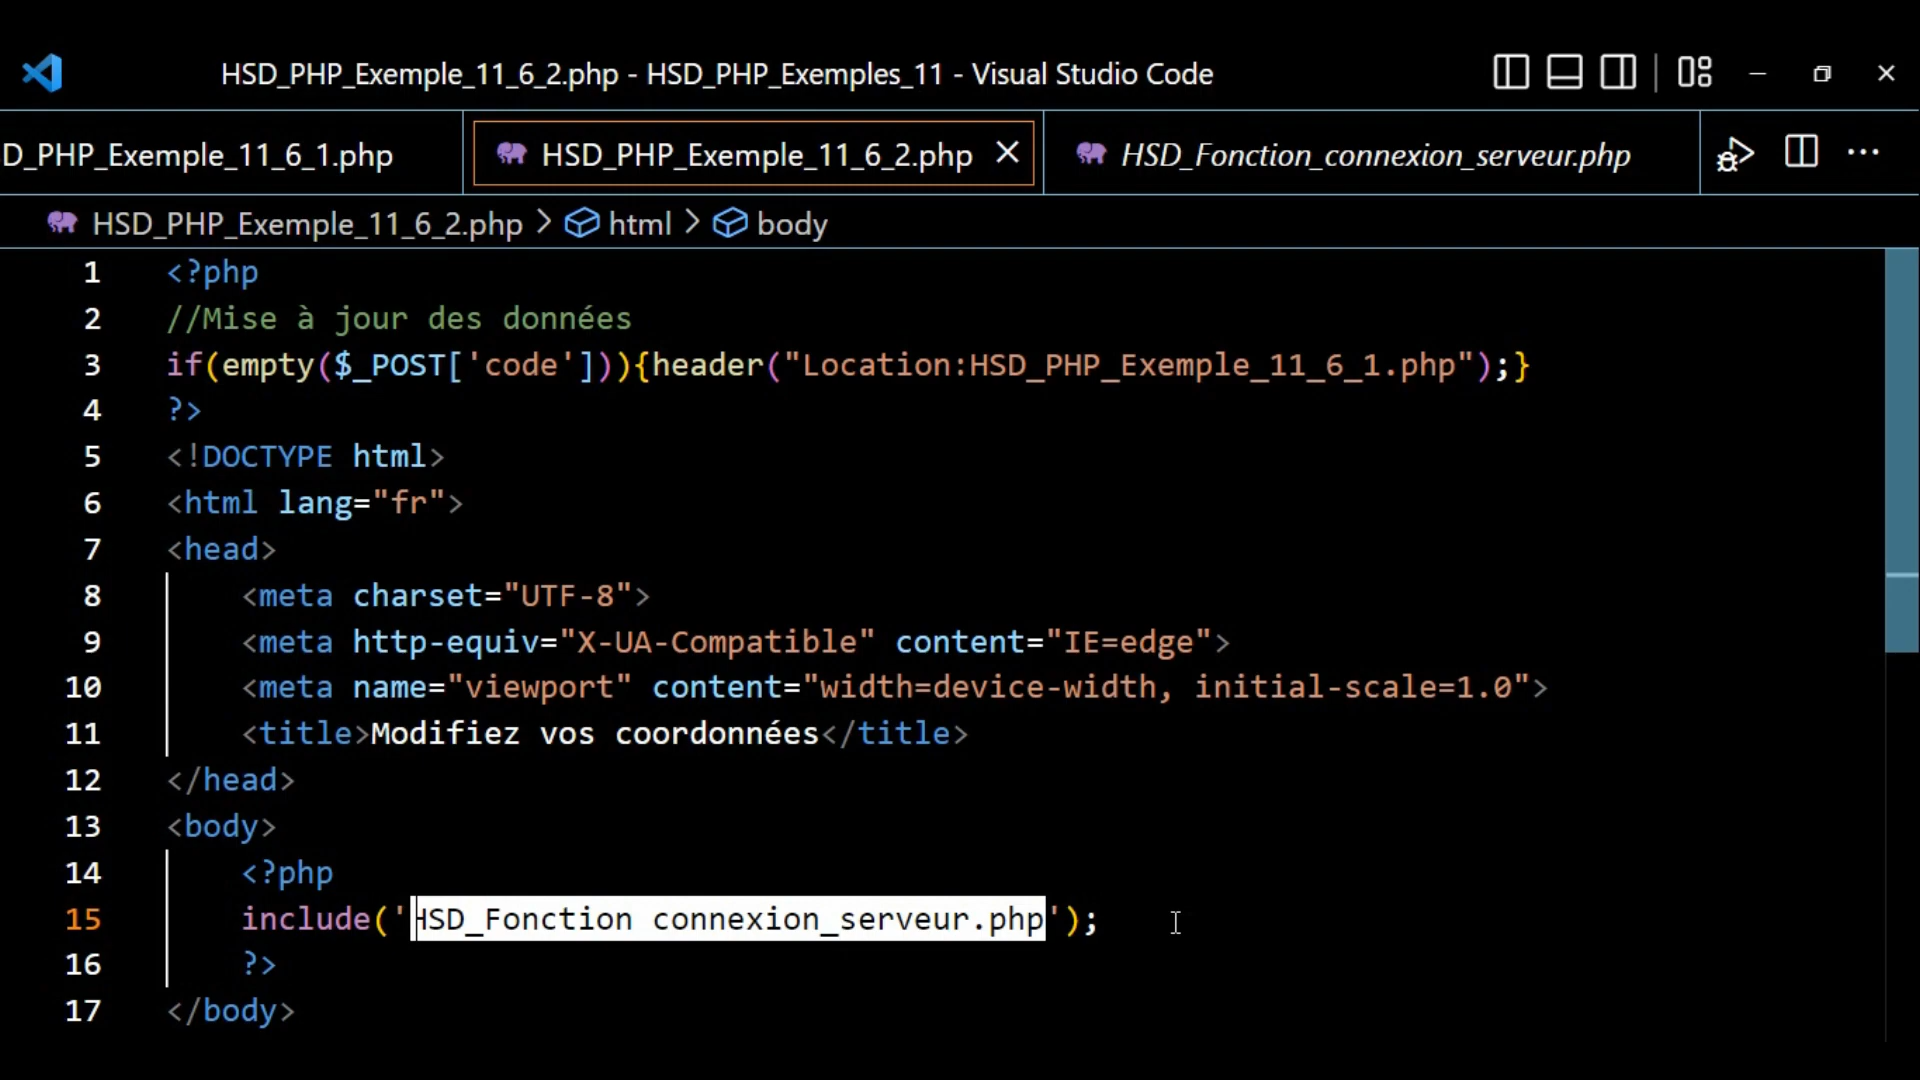 HSD_PHP_Exemple_11_6_2.php - HSD_PHP_Exemples_11 - Visual Studio Code
D_PHP_Exemple_11_6_1.php
HSD_PHP_Exemple_11_6_2.php
HSD_Fonction_connexion_serveur.php
HSD_PHP_Exemple_11_6_2.php > html > body
1 <?php
2 //Mise à jour des données
3 if(empty($_POST['code'])){header("Location:HSD_PHP_Exemple_11_6_1.php");}
4 ?>
5 <!DOCTYPE html>
6 <html lang="fr">
7 <head>
8 <meta charset="UTF-8">
9 <meta http-equiv="X-UA-Compatible" content="IE=edge">
10 <meta name="viewport" content="width=device-width, initial-scale=1.0">
11 <title>Modifiez vos coordonnées</title>
12 </head>
13 <body>
14 <?php
15 include('HSD_Fonction connexion_serveur.php');
16 ?>
17 </body>